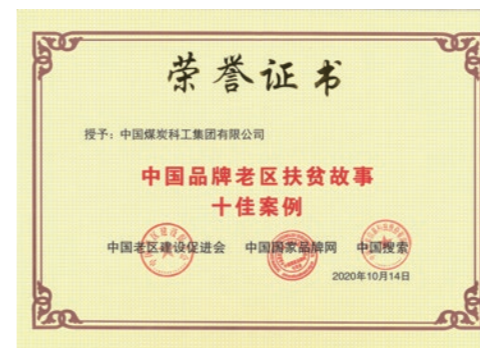 荣誉证书
授予：中国煤炭科工集团有限公司
中国品牌老区扶贫故事
十佳案例
中国老区建设促进会 中国国家品牌网 中国搜索
2020年10月14日